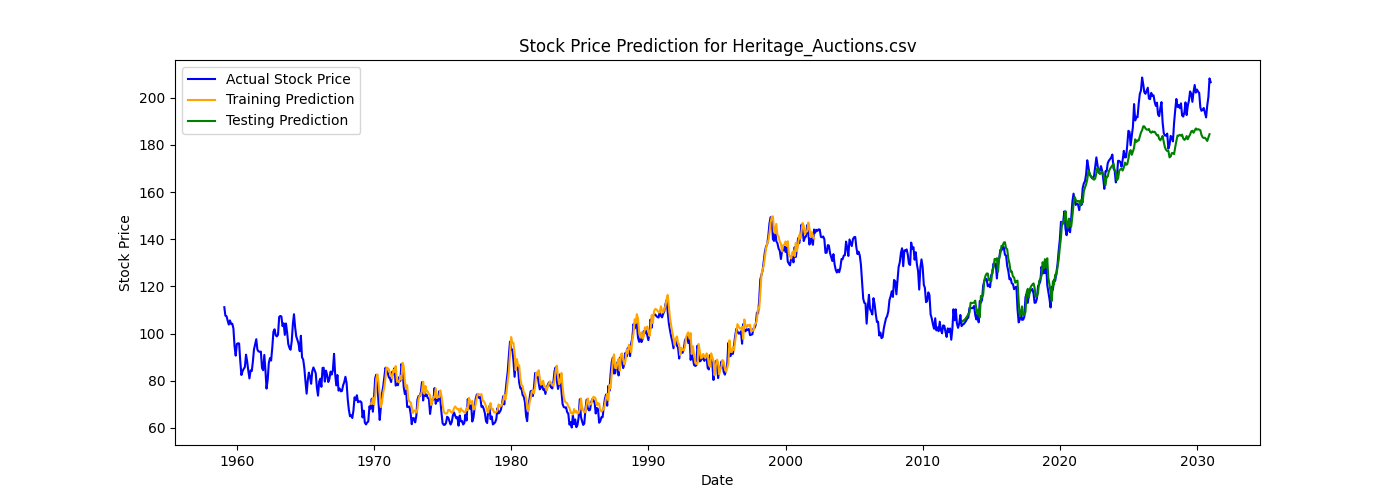 Stock Price Prediction for Heritage_Auctions.csv
Actual Stock Price
Training Prediction
Testing Prediction
Stock Price
200
180
160
140
120
100
80
60
1960
1970
1980
1990
2000
2010
2020
2030
Date